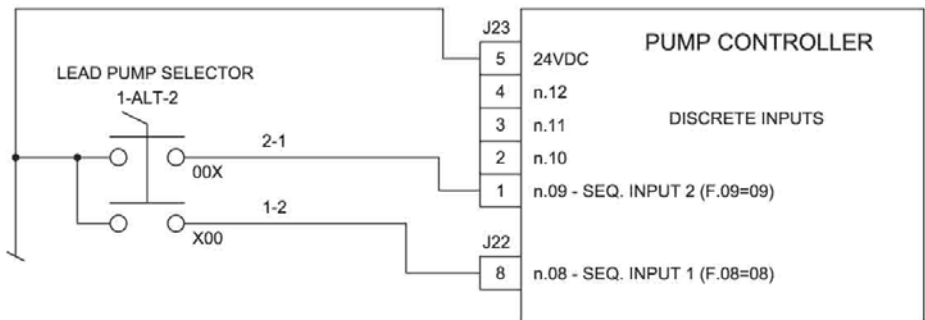 J23
PUMP CONTROLLER
5 24VDC
LEAD PUMP SELECTOR
4 n.12
1-ALT-2
3 n.11
DISCRETE INPUTS
2-1
2 n.10
00X
1 n.09 - SEQ. INPUT 2 (F.09=09)
1-2
X00
J22
8 n.08 - SEQ. INPUT 1 (F.08=08)